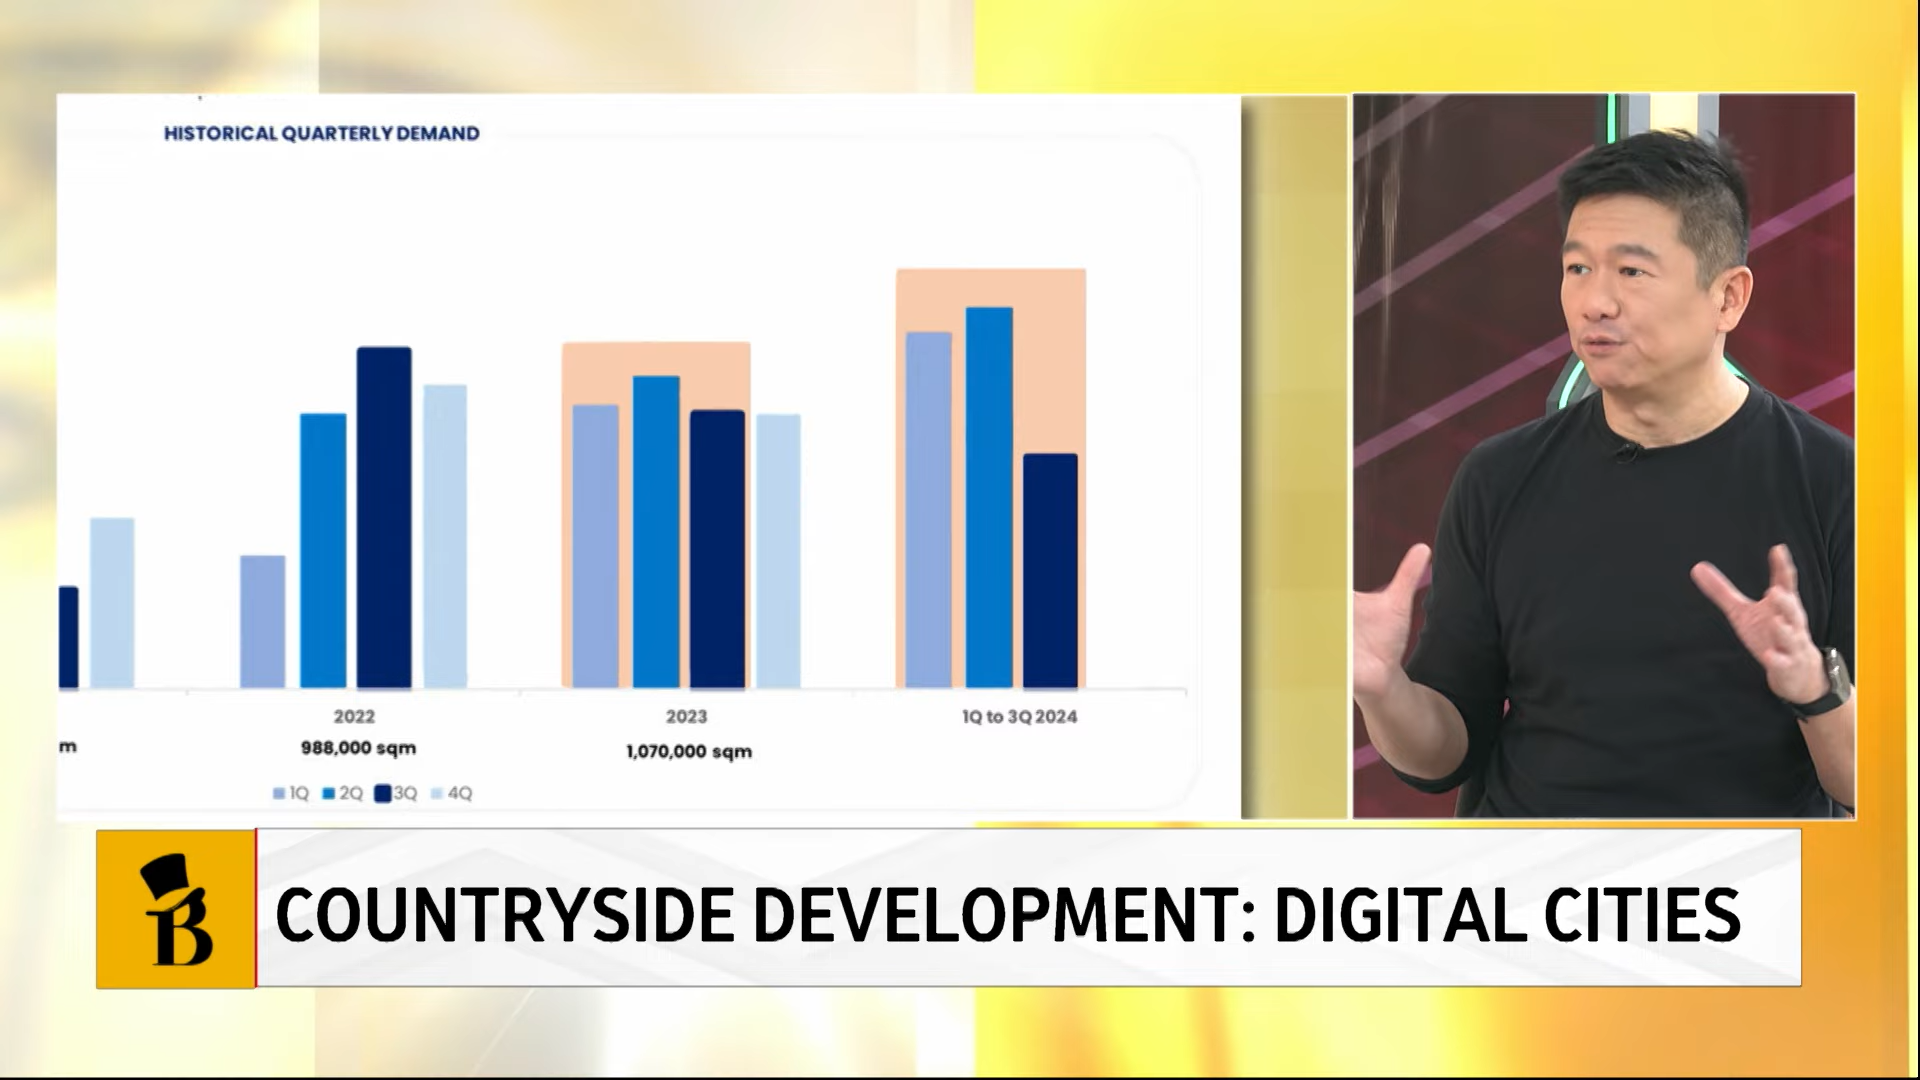 HISTORICAL QUARTERLY DEMAND
2022
2023
1Q to 3Q 2024
m
988,000 sqm
1,070,000 sqm
1Q 2Q 3Q 4Q
B
COUNTRYSIDE DEVELOPMENT: DIGITAL CITIES